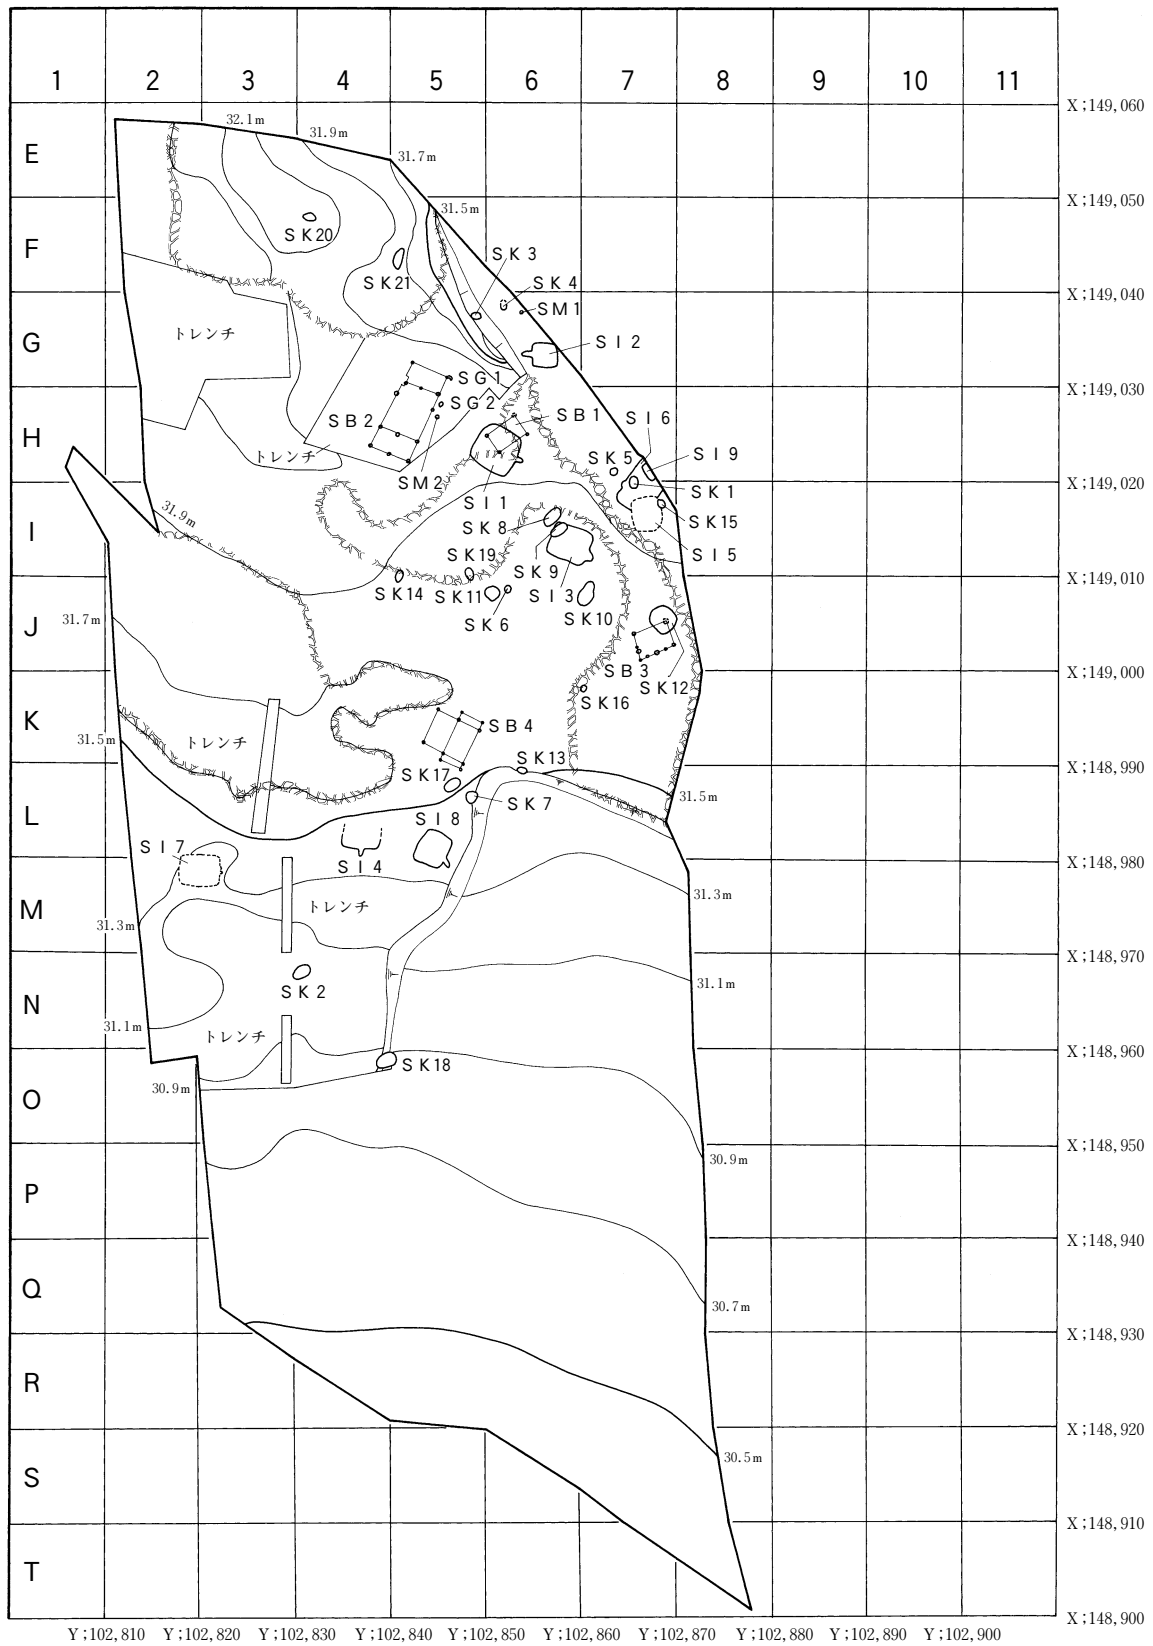 1 2 3 4 5 6 7 8 9 10 11
X;149,060
32.1m
31.9m
E
31.7m
X;149,050
31.5m
SK20
F
SK3
SK21
SK4
X;149,040
SM1
トレンチ
G
SI2
SG1
X;149,030
SG2
SB2
SB1
SI6
H
トレンチ
SK5
SI9
SM2
SK1
X;149,020
SI1
31.9m
SK8
SK15
I
SK19
SI5
SK9
X;149,010
SK14
SK11
SI3
SK10
31.7m
SK6
J
SB3
X;149,000
SK12
SK16
K
SB4
31.5m
トレンチ
SK13
X;148,990
SK17
31.5m
SK7
L
SI8
SI7
X;148,980
SI4
31.3m
M
トレンチ
31.3m
X;148,970
31.1m
SK2
N
31.1m
トレンチ
X;148,960
SK18
30.9m
O
X;148,950
30.9m
P
X;148,940
Q
30.7m
X;148,930
R
X;148,920
30.5m
S
X;148,910
T
X;148,900
Y;102,810 Y;102,820 Y;102,830 Y;102,840 Y;102,850 Y;102,860 Y;102,870 Y;102,880 Y;102,890 Y;102,900